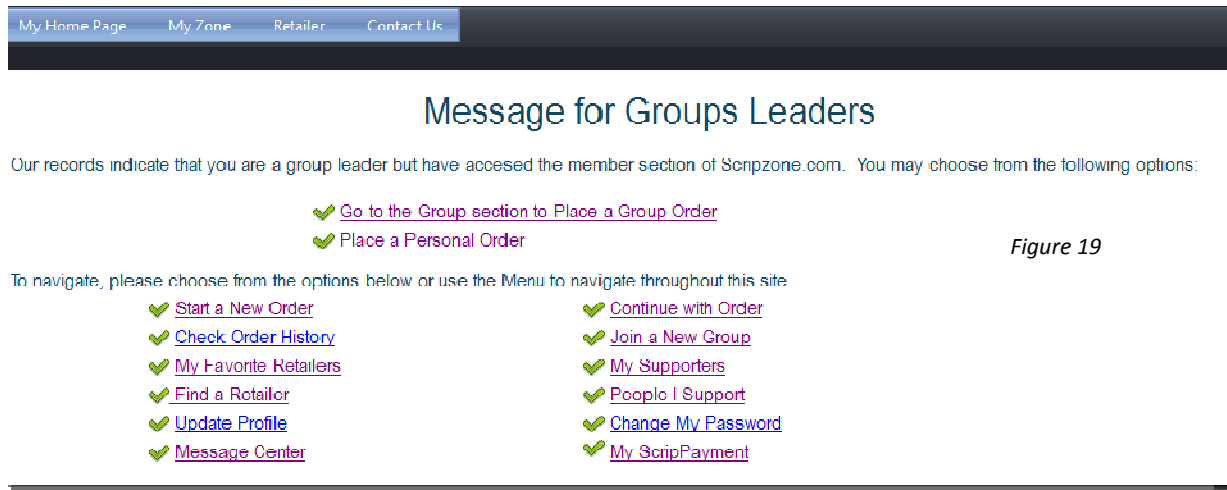 My Home Page My Zone Retailer Contact Us
Message for Groups Leaders
Our records indicate that you are a group leader but have accesed the member section of Scripzone.com. You may choose from the following options:
Go to the Group section to Place a Group Order
Place a Personal Order
Figure 19
To navigate, please choose from the options below or use the Menu to navigate throughout this site
Start a New Order Continue with Order
Check Order History Join a New Group
My Favorite Retailers My Supporters
Find a Retailer People I Support
Update Profile Change My Password
Message Center My ScripPayment